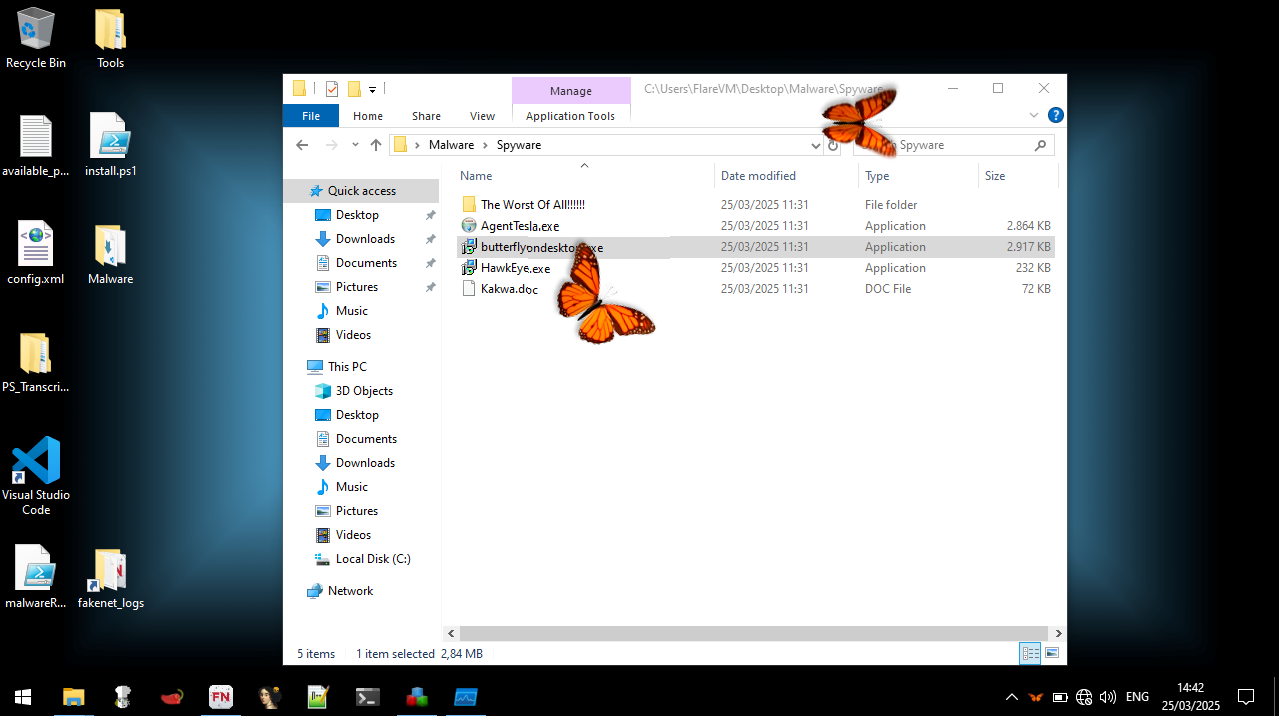 Recycle Bin
Tools
available_p...
install.ps1
config.xml
Malware
PS_Transcri...
Visual Studio
Code
malwareR...
fakenet_logs
Manage
C:\Users\FlareVM\Desktop\Malware\Spyware
File
Home
Share
View
Application Tools
Malware
Spyware
Spyware
Name
Date modified
Type
Size
The Worst Of All!!!!!!
25/03/2025 11:31
File folder
AgentTesla.exe
25/03/2025 11:31
Application
2.864 KB
butterflyondesktop.exe
25/03/2025 11:31
Application
2.917 KB
HawkEye.exe
25/03/2025 11:31
Application
232 KB
Kakwa.doc
25/03/2025 11:31
DOC File
72 KB
Quick access
Desktop
Downloads
Documents
Pictures
Music
Videos
This PC
3D Objects
Desktop
Documents
Downloads
Music
Pictures
Videos
Local Disk (C:)
Network
5 items
1 item selected 2,84 MB
FN
ENG
14:42
25/03/2025